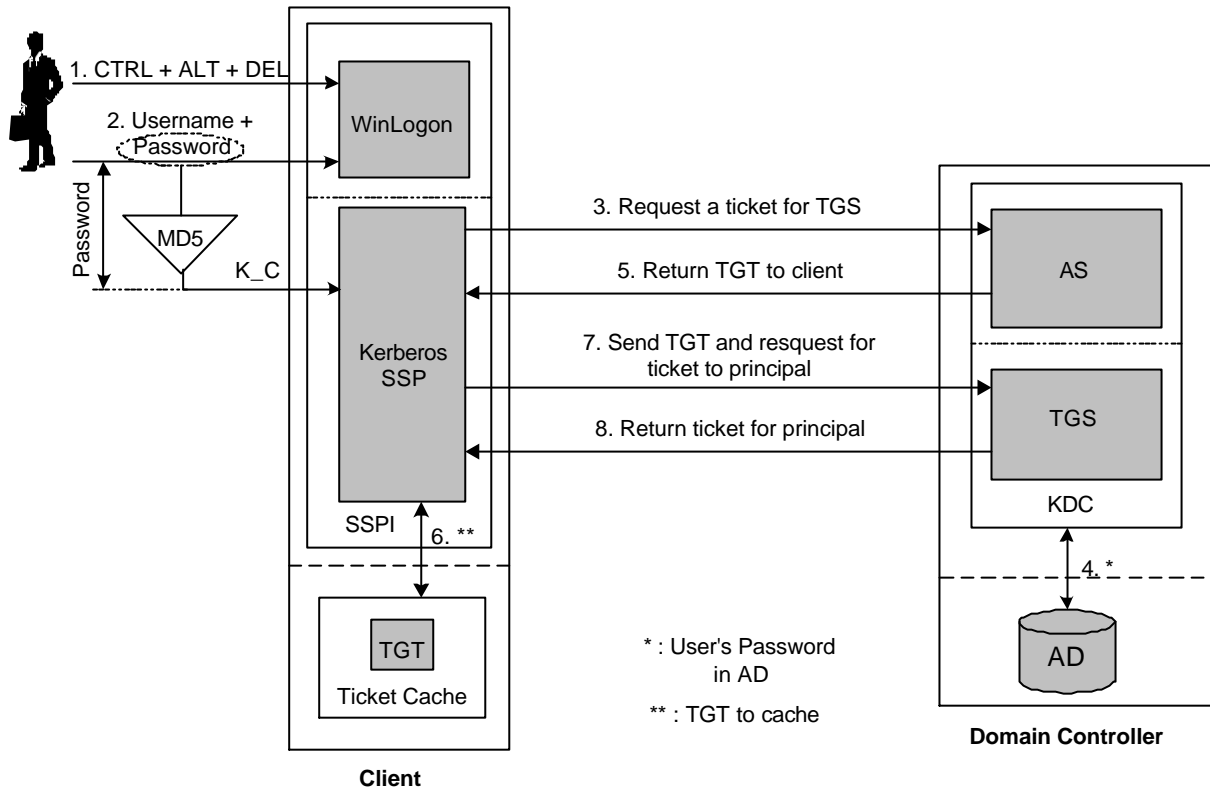 1. CTRL + ALT + DEL
2. Username +
Password
Password
MD5
K_C
WinLogon
Kerberos
SSP
SSPI
6. **
TGT
Ticket Cache
Client
3. Request a ticket for TGS
5. Return TGT to client
7. Send TGT and resquest for
ticket to principal
8. Return ticket for principal
AS
TGS
KDC
4. *
AD
Domain Controller
* : User's Password
in AD
** : TGT to cache